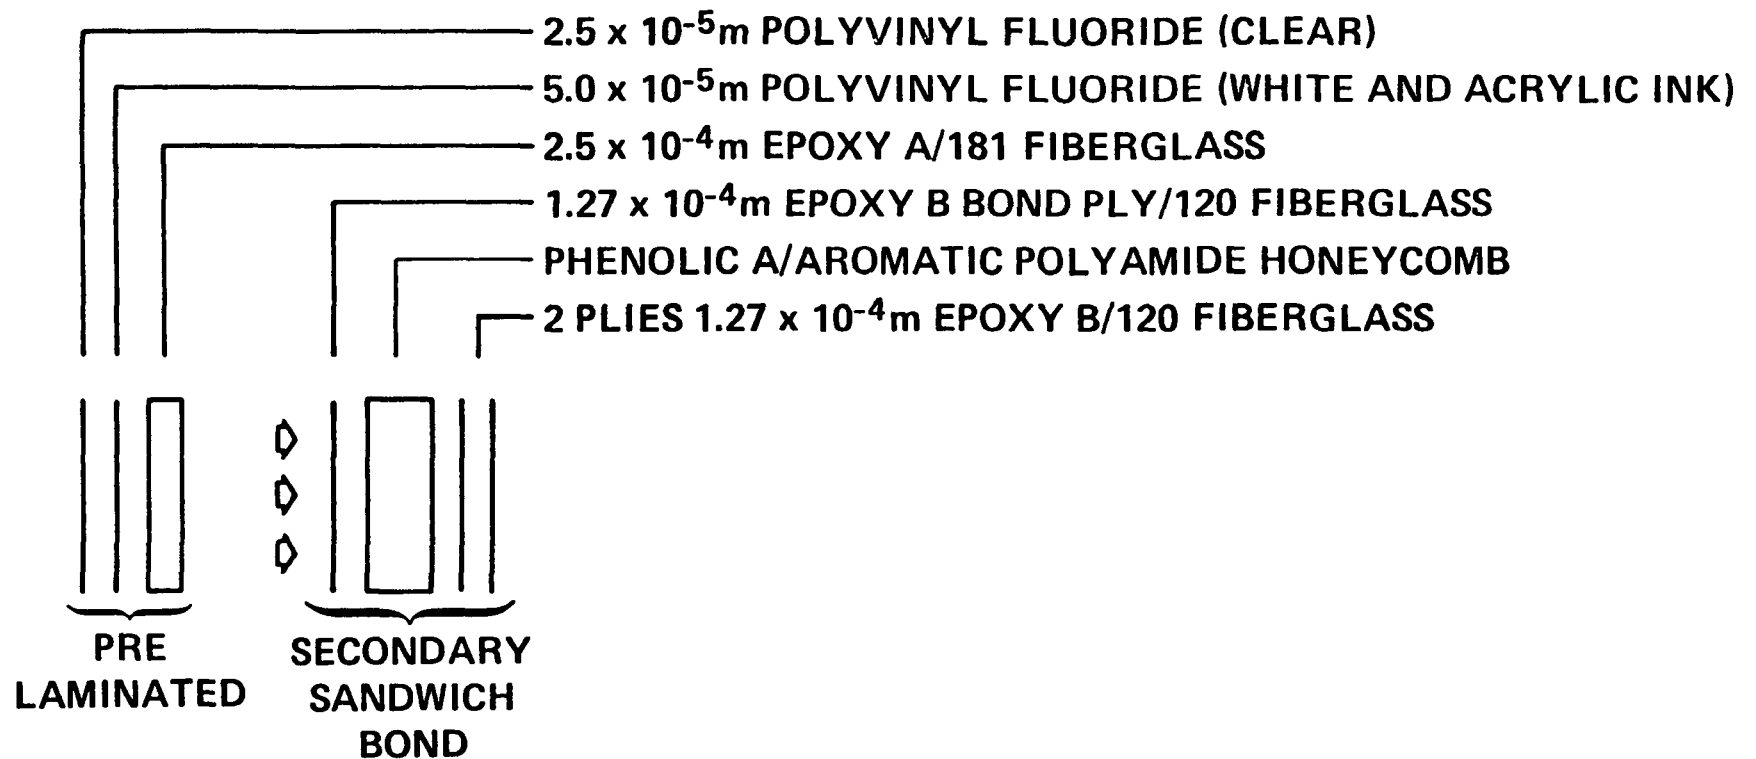 2.5 x 10⁻⁵m POLYVINYL FLUORIDE (CLEAR)
5.0 x 10⁻⁵m POLYVINYL FLUORIDE (WHITE AND ACRYLIC INK)
2.5 x 10⁻⁴m EPOXY A/181 FIBERGLASS
1.27 x 10⁻⁴m EPOXY B BOND PLY/120 FIBERGLASS
PHENOLIC A/AROMATIC POLYAMIDE HONEYCOMB
2 PLIES 1.27 x 10⁻⁴m EPOXY B/120 FIBERGLASS
PRE
LAMINATED
SECONDARY
SANDWICH
BOND